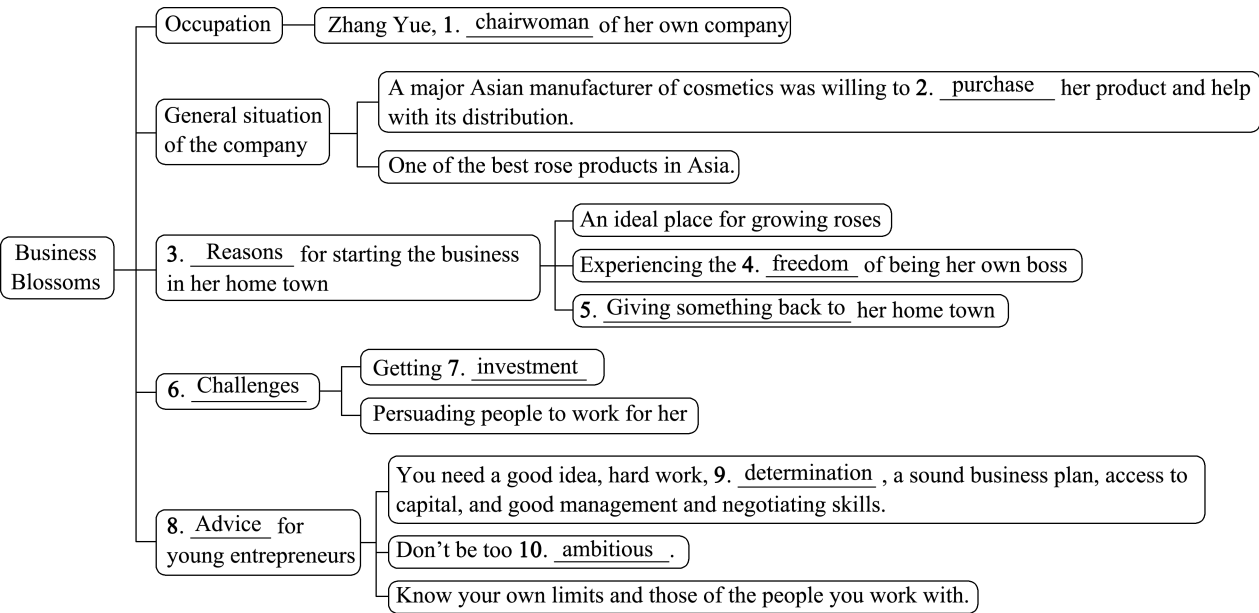 Occupation
Zhang Yue, 1. chairwoman of her own company
General situation
of the company
A major Asian manufacturer of cosmetics was willing to 2. purchase her product and help
with its distribution.
One of the best rose products in Asia.
Business
Blossoms
3. Reasons for starting the business
in her home town
An ideal place for growing roses
Experiencing the 4. freedom of being her own boss
5. Giving something back to her home town
6. Challenges
Getting 7. investment
Persuading people to work for her
8. Advice for
young entrepreneurs
You need a good idea, hard work, 9. determination , a sound business plan, access to
capital, and good management and negotiating skills.
Don't be too 10. ambitious .
Know your own limits and those of the people you work with.